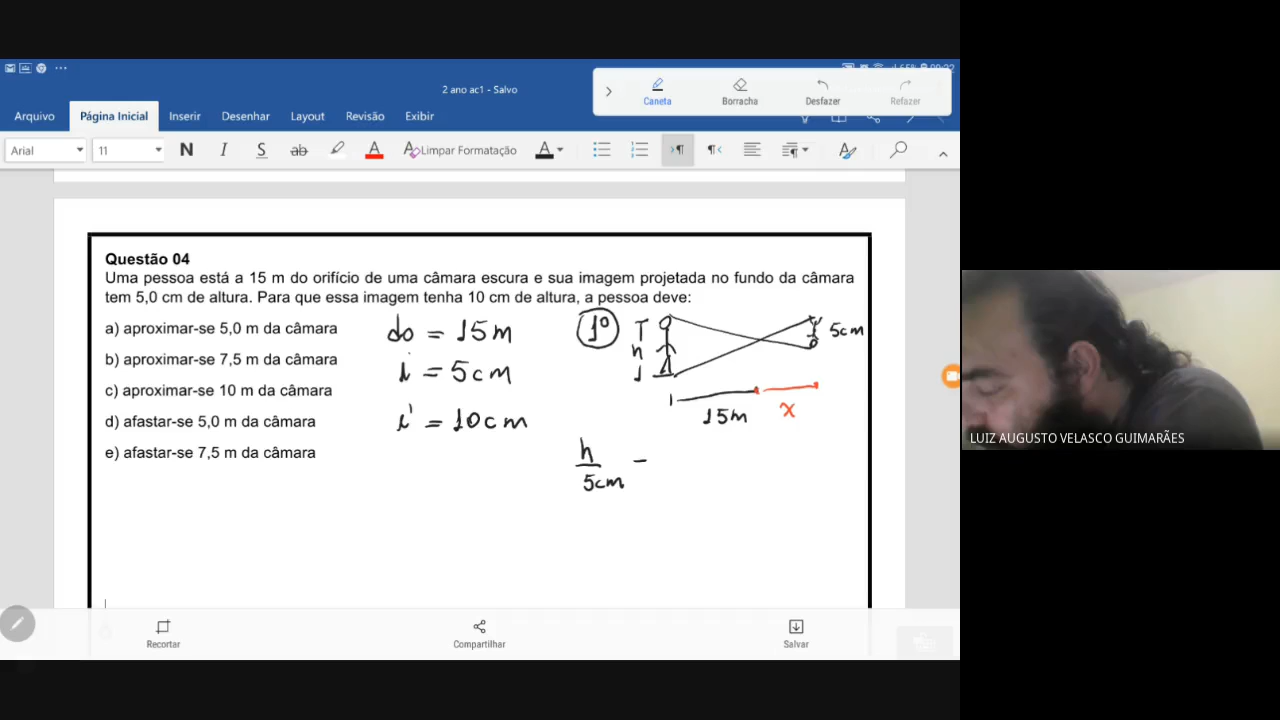 2 ano ac1 - Salvo
Caneta
Borracha
Desfazer
Refazer
Arquivo
Página Inicial
Inserir
Desenhar
Layout
Revisão
Exibir
Arial
11
N
I
S
ab
Limpar Formatação
A
Questão 04
Uma pessoa está a 15 m do orifício de uma câmara escura e sua imagem projetada no fundo da câmara
tem 5,0 cm de altura. Para que essa imagem tenha 10 cm de altura, a pessoa deve:
a) aproximar-se 5,0 m da câmara
b) aproximar-se 7,5 m da câmara
c) aproximar-se 10 m da câmara
d) afastar-se 5,0 m da câmara
e) afastar-se 7,5 m da câmara
do = 15m
i = 5cm
i' = 10cm
1º
h
5cm
15m
x
h
5cm
=
Recortar
Compartilhar
Salvar
LUIZ AUGUSTO VELASCO GUIMARÃES